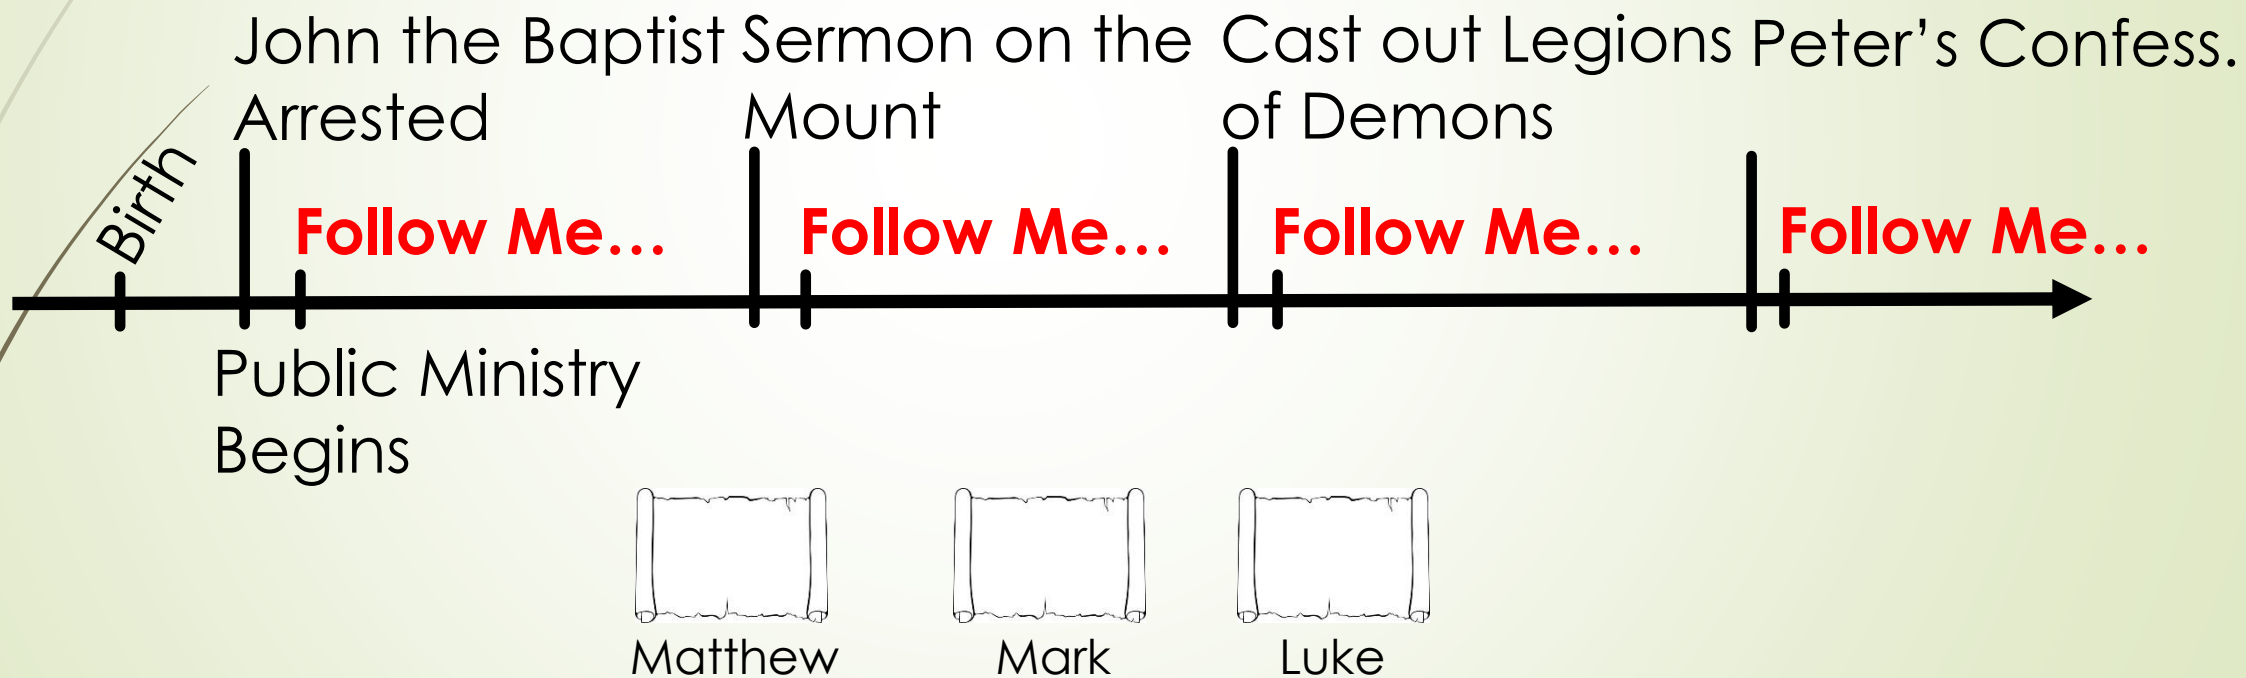 John the Baptist
Arrested
Sermon on the
Mount
Cast out Legions
of Demons
Peter’s Confess.
Birth
Follow Me…
Follow Me…
Follow Me…
Follow Me…
Public Ministry
Begins
Matthew
Mark
Luke